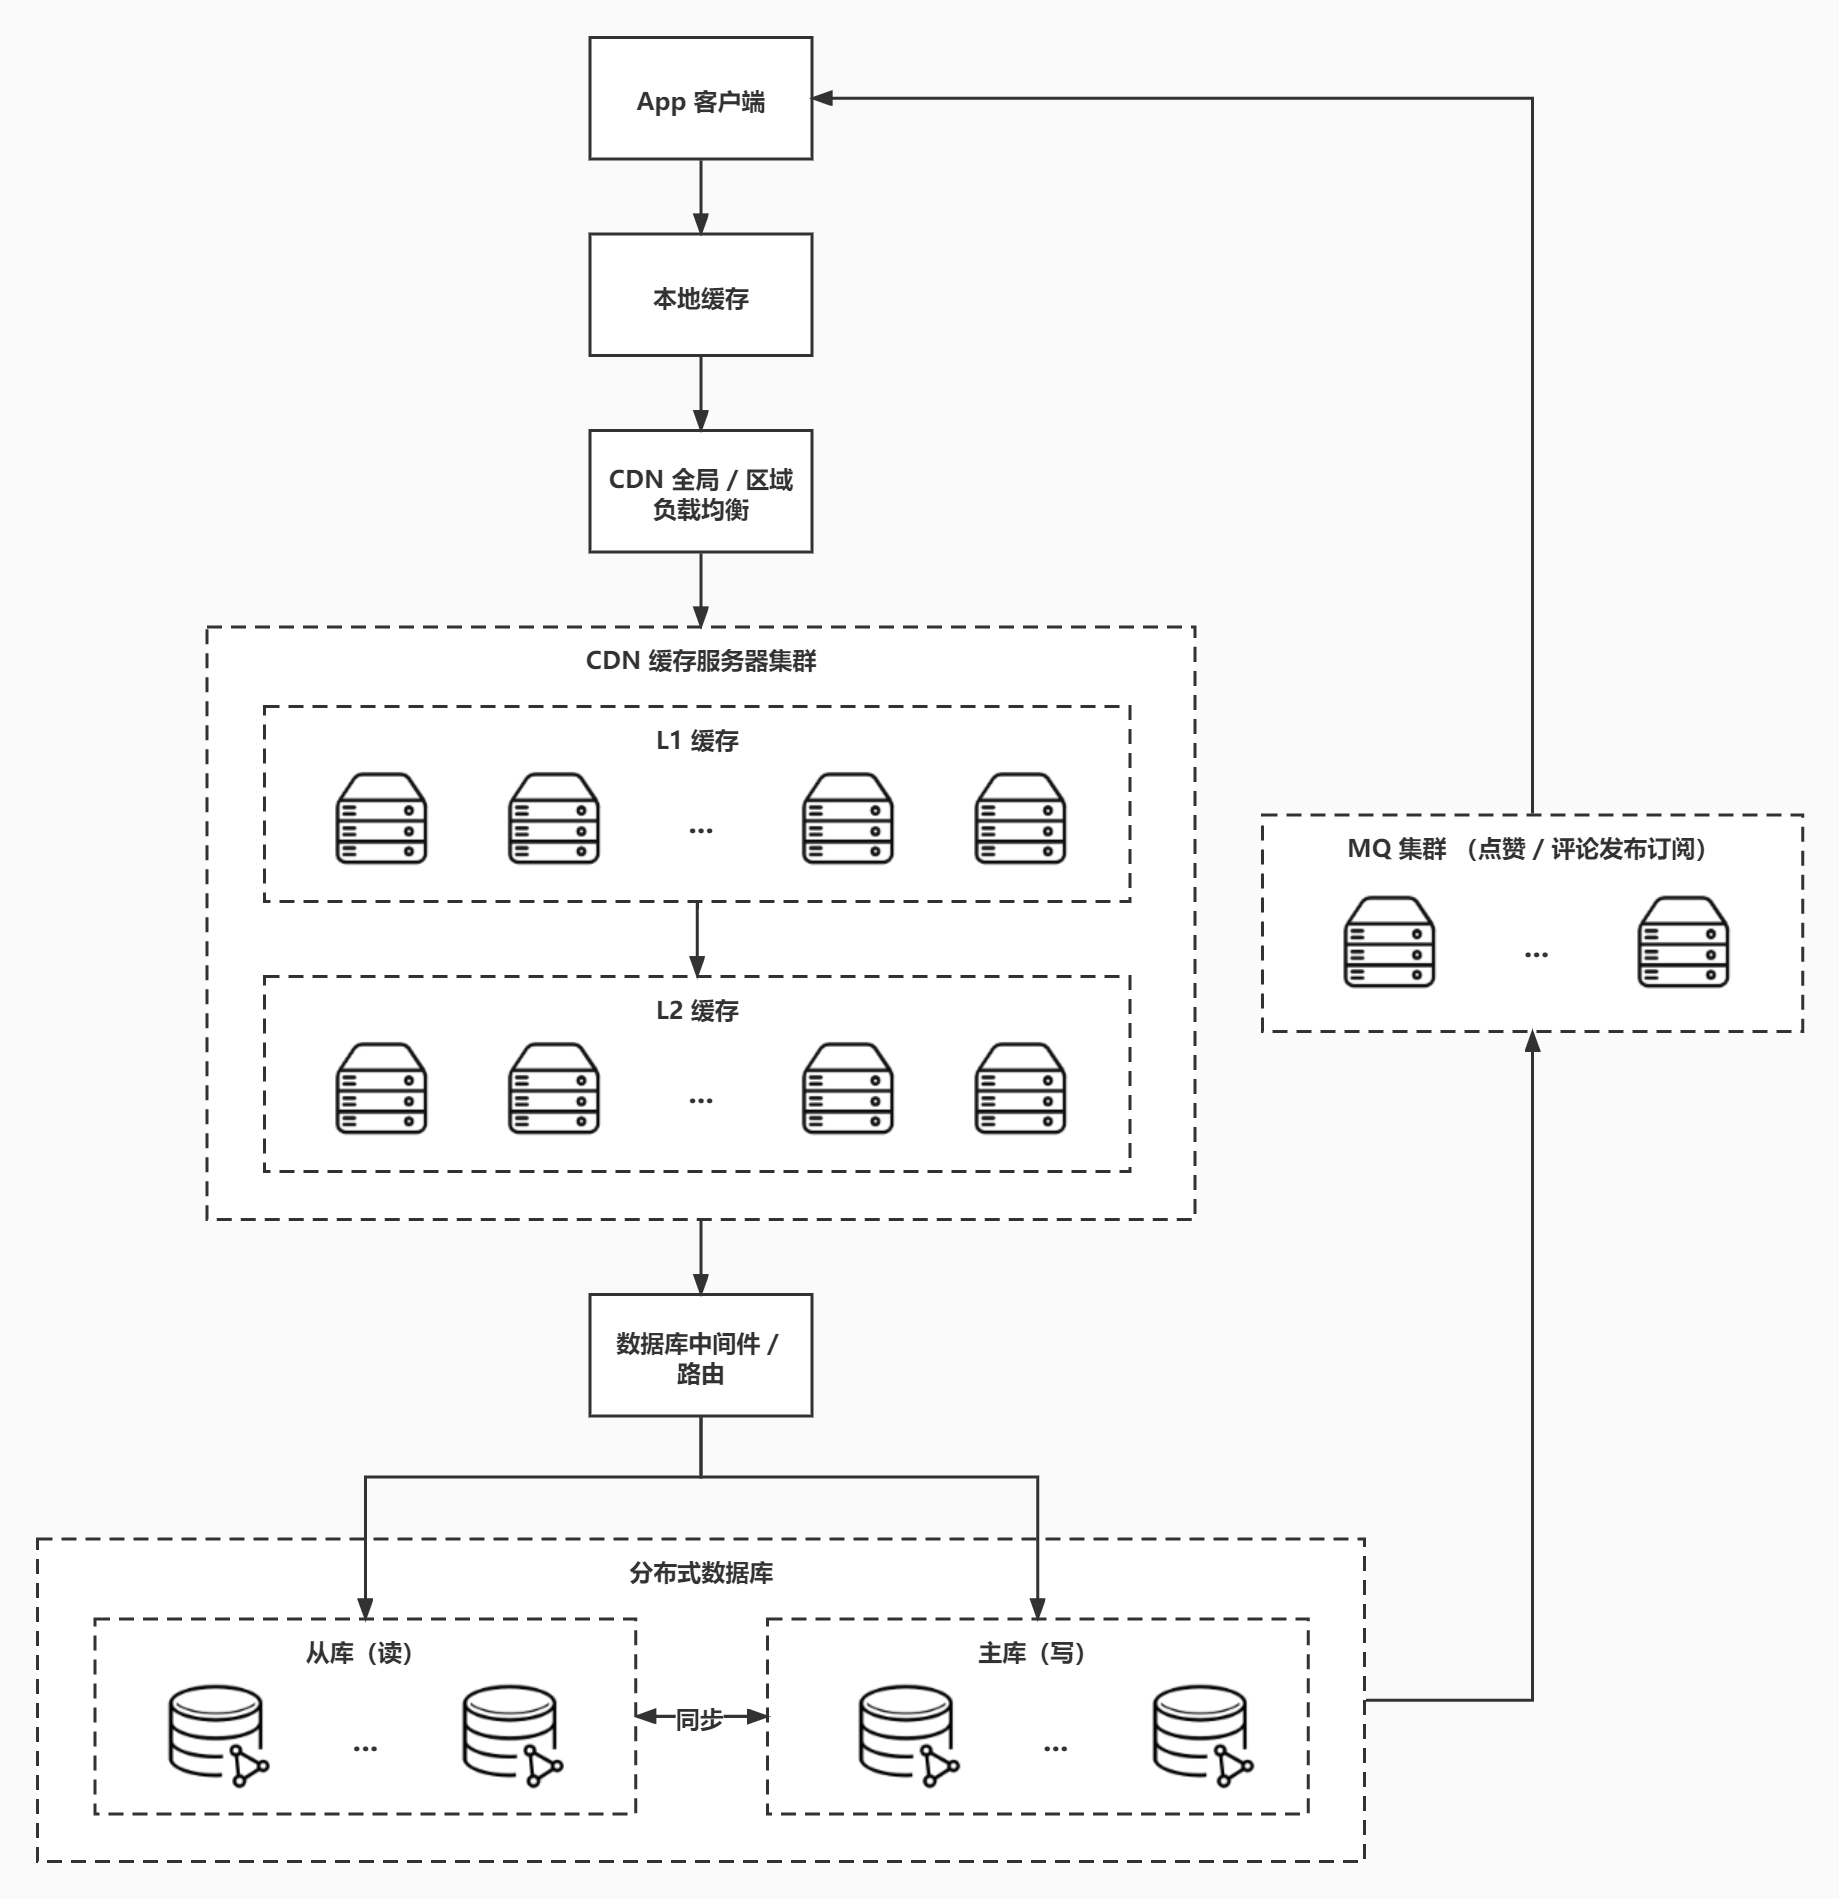 App 客户端
本地缓存
CDN 全局 / 区域
负载均衡
CDN 缓存服务器集群
L1 缓存
...
L2 缓存
...
MQ 集群 （点赞 / 评论发布订阅）
...
数据库中间件 /
路由
分布式数据库
从库（读）
...
同步
主库（写）
...